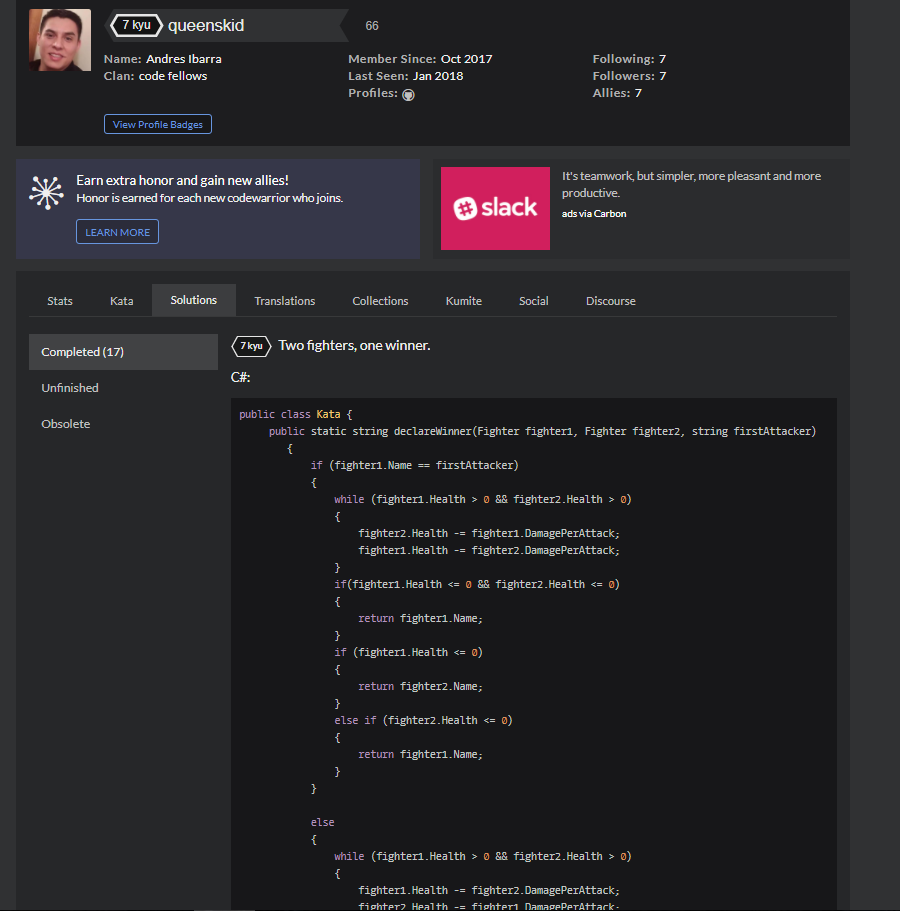 7 kyu queenskid 66
Name: Andres Ibarra Member Since: Oct 2017 Following: 7
Clan: code fellows Last Seen: Jan 2018 Followers: 7
Profiles: Allies: 7
View Profile Badges
Earn extra honor and gain new allies!
Honor is earned for each new codewarrior who joins.
LEARN MORE
slack
It's teamwork, but simpler, more pleasant and more
productive.
ads via Carbon
Stats Kata Solutions Translations Collections Kumite Social Discourse
Completed (17)
Unfinished
Obsolete
7 kyu Two fighters, one winner.
C#:
public class Kata {
public static string declareWinner(Fighter fighter1, Fighter fighter2, string firstAttacker)
{
if (fighter1.Name == firstAttacker)
{
while (fighter1.Health > 0 && fighter2.Health > 0)
{
fighter2.Health -= fighter1.DamagePerAttack;
fighter1.Health -= fighter2.DamagePerAttack;
}
if(fighter1.Health <= 0 && fighter2.Health <= 0)
{
return fighter1.Name;
}
if (fighter1.Health <= 0)
{
return fighter2.Name;
}
else if (fighter2.Health <= 0)
{
return fighter1.Name;
}
}
else
{
while (fighter1.Health > 0 && fighter2.Health > 0)
{
fighter1.Health -= fighter2.DamagePerAttack;
fighter2.Health -= fighter1.DamagePerAttack;